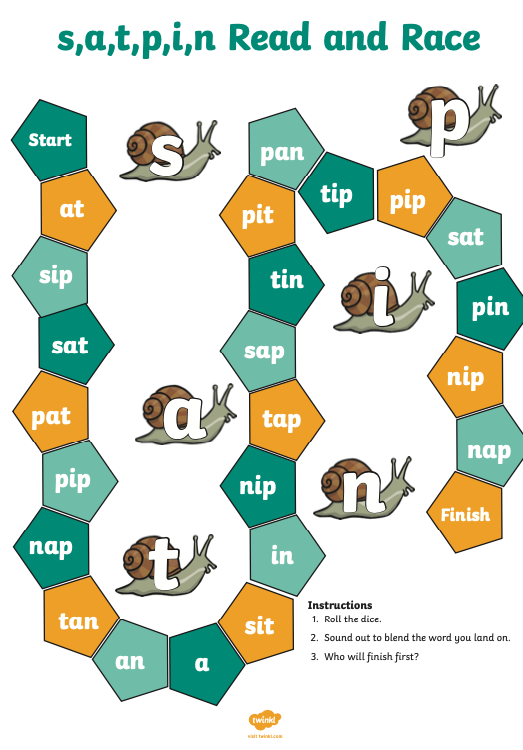 s,a,t,p,i,n Read and Race
Start
at
sip
sat
pat
pip
nap
tan
an
a
sit
in
nip
tap
sap
tin
pit
pan
tip
pip
sat
pin
nip
nap
Finish
s
p
i
a
n
t
Instructions
1. Roll the dice.
2. Sound out to blend the word you land on.
3. Who will finish first?
twinkl
visit twinkl.com